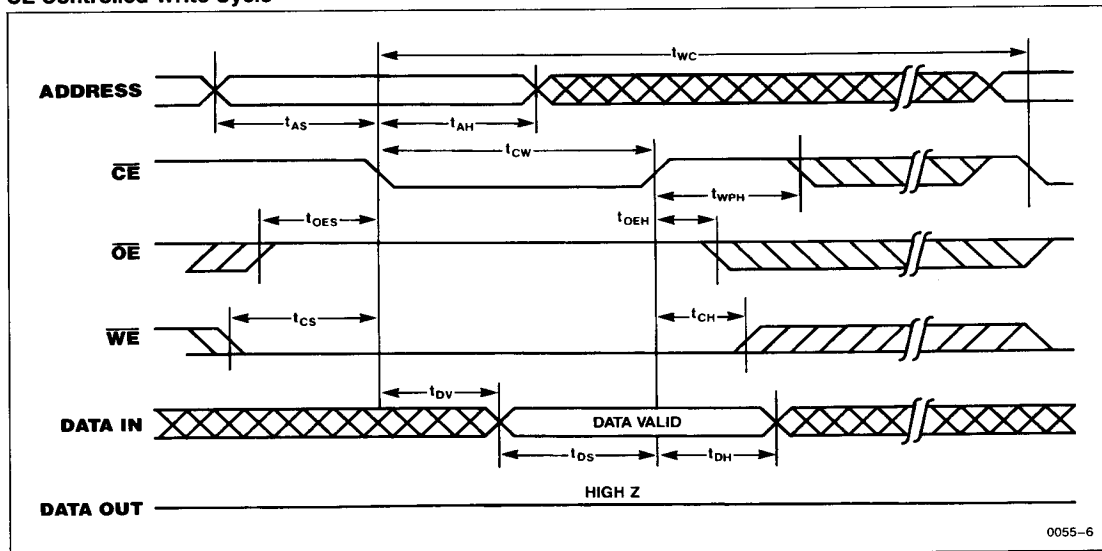 CE Controlled Write Cycle
tWC
ADDRESS
tAS
tAH
tCW
CE
tWPH
tOES
tOEH
OE
tCS
tCH
WE
tDV
DATA IN
DATA VALID
tDS
tDH
HIGH Z
DATA OUT
0055–6